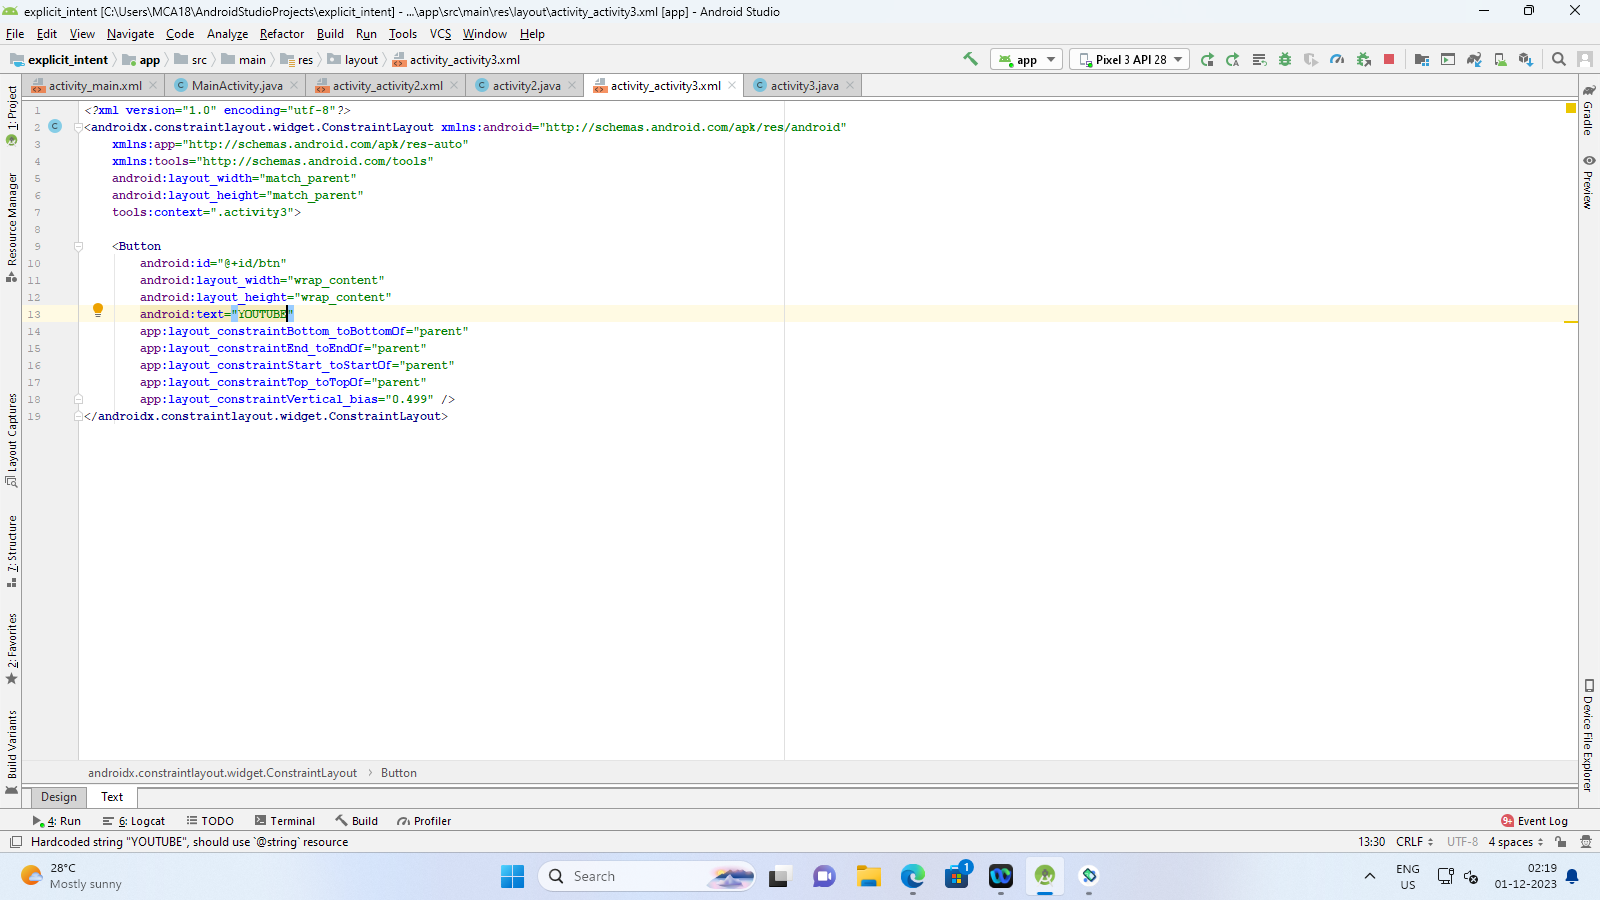 explicit_intent [C:\Users\MCA18\AndroidStudioProjects\explicit_intent] - ...\app\src\main\res\layout\activity_activity3.xml [app] - Android Studio
File Edit View Navigate Code Analyze Refactor Build Run Tools VCS Window Help
explicit_intent app src main res layout activity_activity3.xml
app Pixel 3 API 28
activity_main.xml MainActivity.java activity_activity2.xml activity2.java activity_activity3.xml activity3.java
1: Project
Resource Manager
Layout Captures
7: Structure
2: Favorites
Build Variants
1 <?xml version="1.0" encoding="utf-8"?>
2 <androidx.constraintlayout.widget.ConstraintLayout xmlns:android="http://schemas.android.com/apk/res/android"
3 xmlns:app="http://schemas.android.com/apk/res-auto"
4 xmlns:tools="http://schemas.android.com/tools"
5 android:layout_width="match_parent"
6 android:layout_height="match_parent"
7 tools:context=".activity3">
8
9 <Button
10 android:id="@+id/btn"
11 android:layout_width="wrap_content"
12 android:layout_height="wrap_content"
13 android:text="YOUTUBE"
14 app:layout_constraintBottom_toBottomOf="parent"
15 app:layout_constraintEnd_toEndOf="parent"
16 app:layout_constraintStart_toStartOf="parent"
17 app:layout_constraintTop_toTopOf="parent"
18 app:layout_constraintVertical_bias="0.499" />
19 </androidx.constraintlayout.widget.ConstraintLayout>
Gradle
Preview
Device File Explorer
androidx.constraintlayout.widget.ConstraintLayout › Button
Design Text
4: Run 6: Logcat TODO Terminal Build Profiler 9+ Event Log
Hardcoded string "YOUTUBE", should use `@string` resource 13:30 CRLF UTF-8 4 spaces
28°C
Mostly sunny
Search
1
ENG
US
02:19
01-12-2023